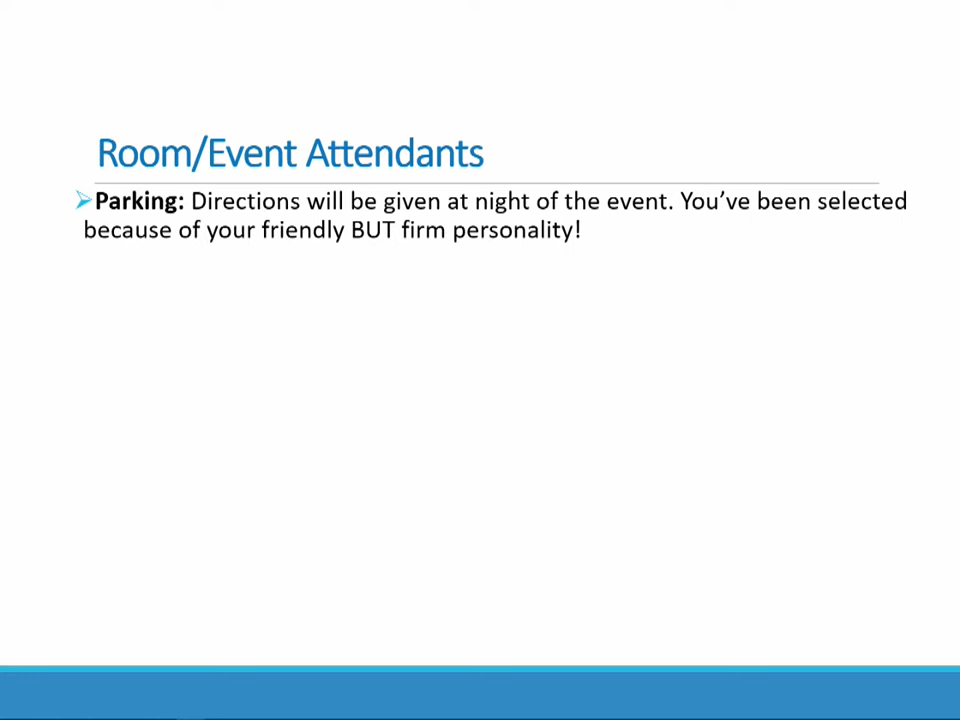 Room/Event Attendants
➢Parking: Directions will be given at night of the event. You’ve been selected
because of your friendly BUT firm personality!